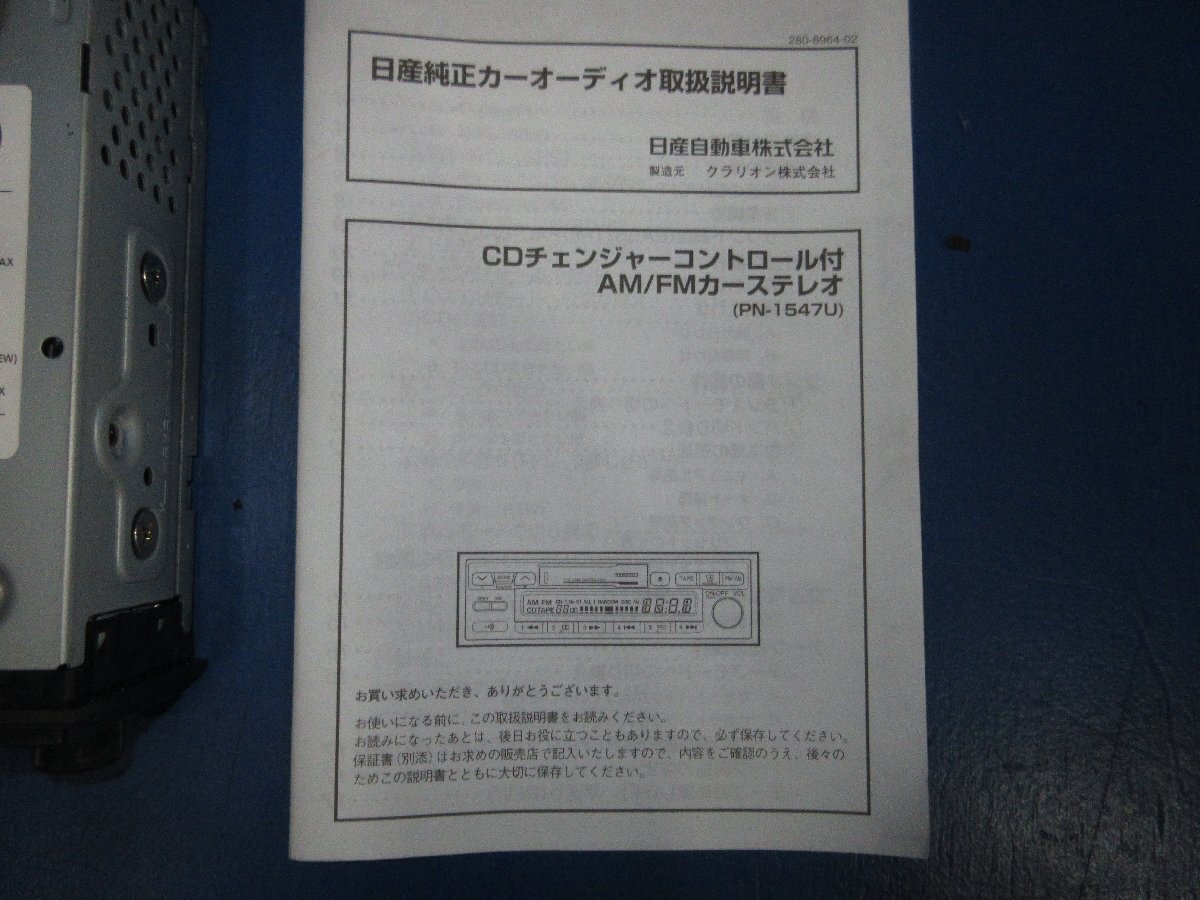 280-6964-02
日産純正カーオーディオ取扱説明書
日産自動車株式会社
製造元 クラリオン株式会社
CDチェンジャーコントロール付
AM/FMカーステレオ
(PN-1547U)
TAPE CD FM/AM
ON•OFF VOL
AM FM
CDTAPE
お買い求めいただき、ありがとうございます。
お使いになる前に、この取扱説明書をお読みください。
お読みになったあとは、後日お役に立つこともありますので、必ず保存してください。
保証書（別添）はお求めの販売店で記入いたしますので、内容をご確認のうえ、後々の
ためこの説明書とともに大切に保存してください。